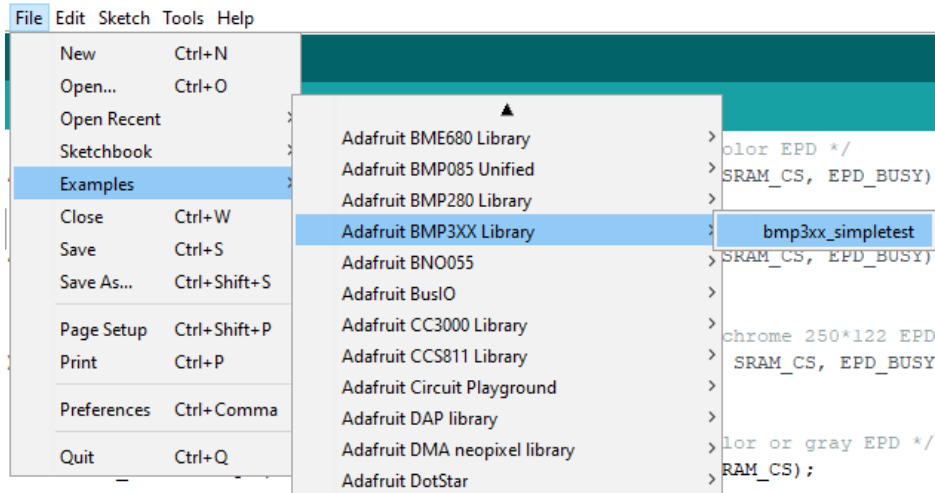 File Edit Sketch Tools Help
New Ctrl+N
Open... Ctrl+O
Open Recent
Sketchbook
Examples
Close Ctrl+W
Save Ctrl+S
Save As... Ctrl+Shift+S
Page Setup Ctrl+Shift+P
Print Ctrl+P
Preferences Ctrl+Comma
Quit Ctrl+Q
Adafruit BME680 Library
Adafruit BMP085 Unified
Adafruit BMP280 Library
Adafruit BMP3XX Library
Adafruit BNO055
Adafruit BusIO
Adafruit CC3000 Library
Adafruit CCS811 Library
Adafruit Circuit Playground
Adafruit DAP library
Adafruit DMA neopixel library
Adafruit DotStar
bmp3xx_simpletest
olor EPD */
SRAM_CS, EPD_BUSY)
SRAM_CS, EPD_BUSY)
chrome 250*122 EPD
SRAM_CS, EPD_BUSY
lor or gray EPD */
RAM_CS);